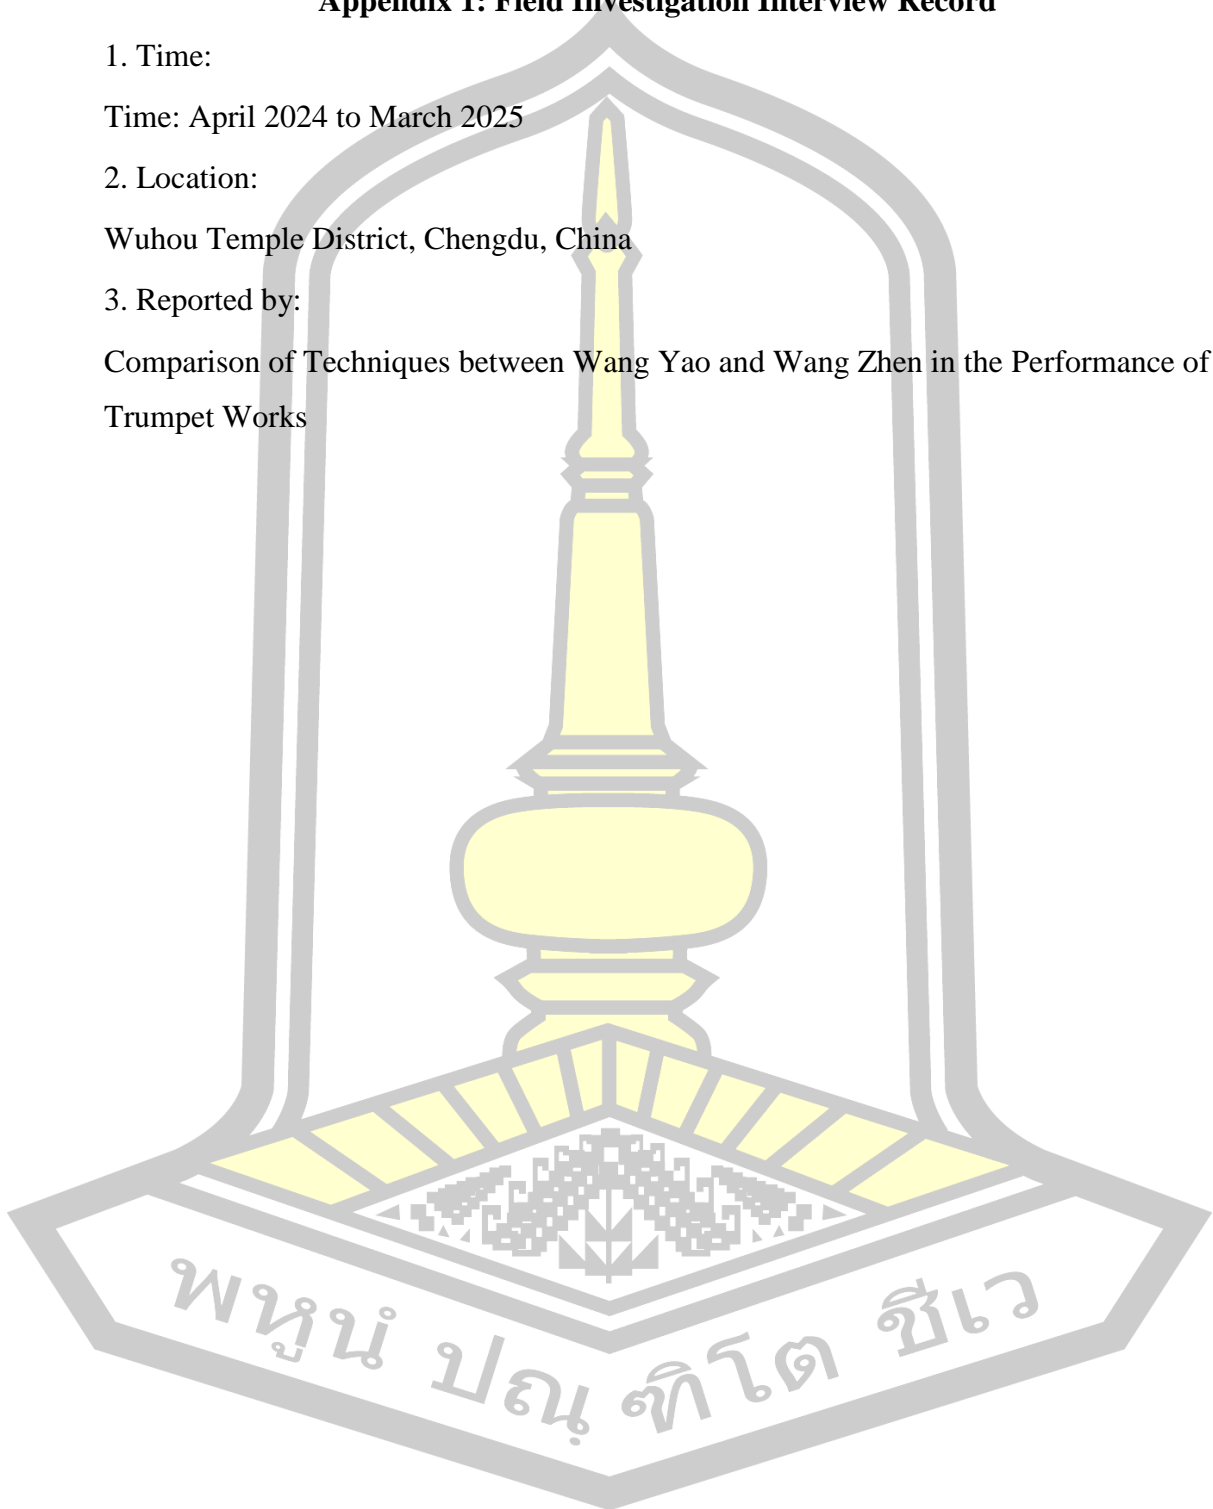 Appendix 1: Field Investigation Interview Record
1. Time:
Time: April 2024 to March 2025
2. Location:
Wuhou Temple District, Chengdu, China
3. Reported by:
Comparison of Techniques between Wang Yao and Wang Zhen in the Performance of
Trumpet Works
พหูนํ ปณฺฑิโต ชีเว